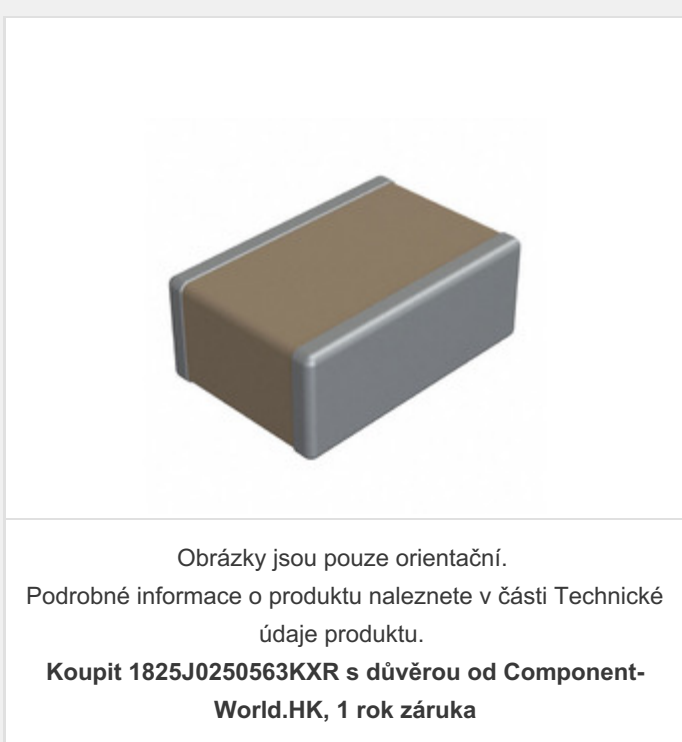 Obrázky jsou pouze orientační.
Podrobné informace o produktu naleznete v části Technické
údaje produktu.
Koupit 1825J0250563KXR s důvěrou od Component-
World.HK, 1 rok záruka